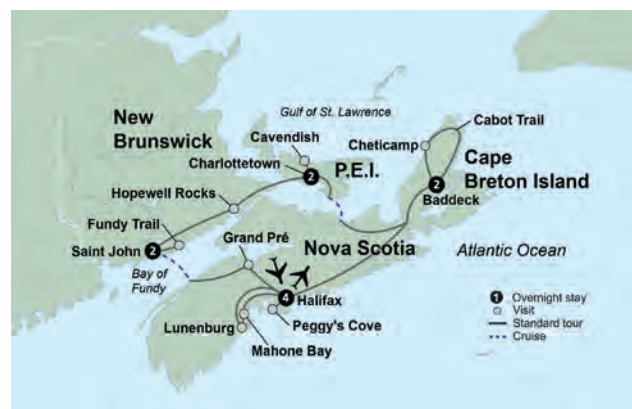 New
Brunswick
Gulf of St. Lawrence
Cavendish
Charlottetown
2
P.E.I.
Cheticamp
Cabot Trail
Cape
Breton Island
2
Baddeck
Hopewell Rocks
Fundy Trail
Saint John 2
Bay of
Fundy
Grand Pré
Nova Scotia
Atlantic Ocean
4
Halifax
Peggy's Cove
Lunenburg
Mahone Bay
1 Overnight stay
Visit
Standard tour
Cruise